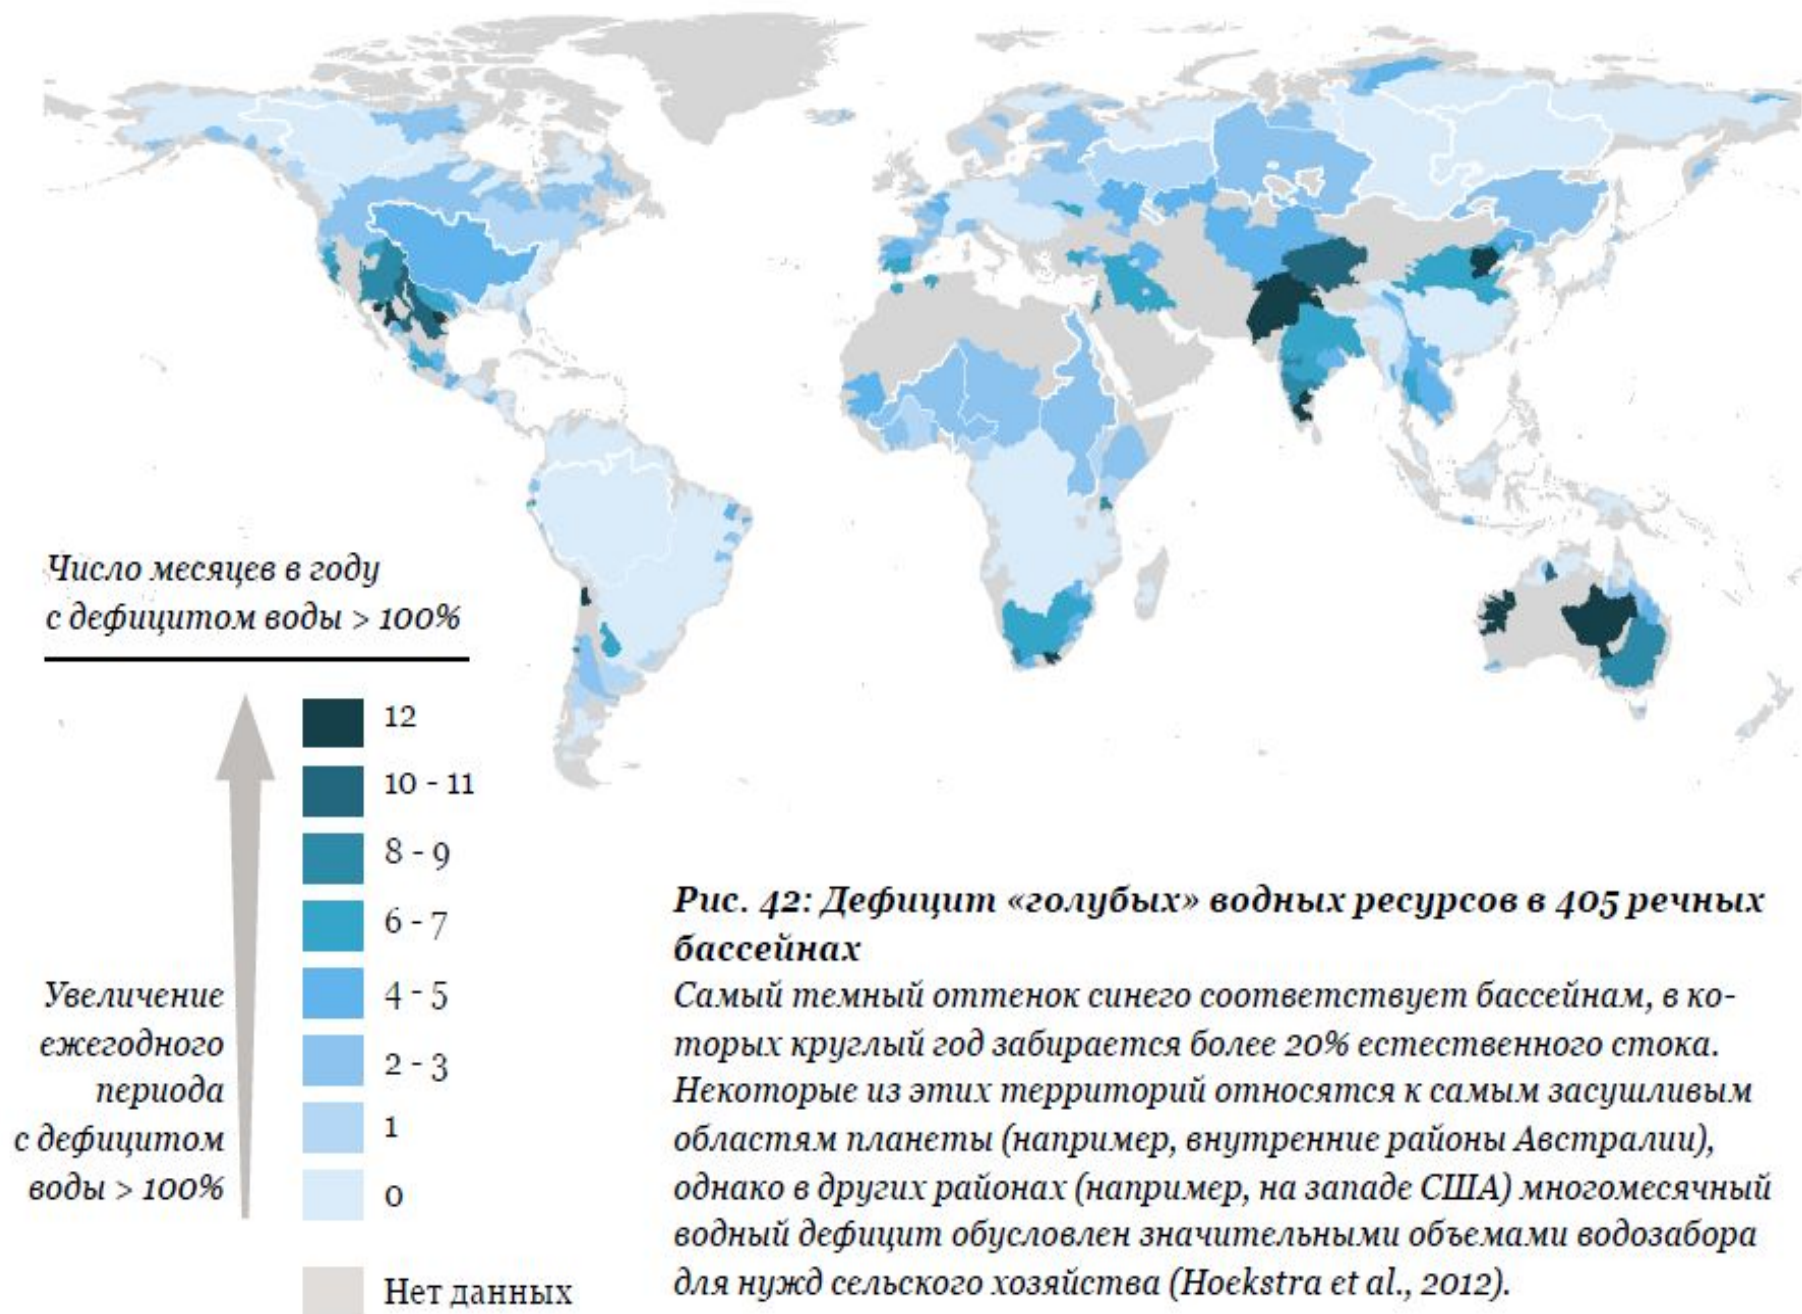 Число месяцев в году
с дефицитом воды > 100%
12
10 - 11
8 - 9
6 - 7
4 - 5
2 - 3
1
0
Нет данных
Увеличение
ежегодного
периода
с дефицитом
воды > 100%
Рис. 42: Дефицит «голубых» водных ресурсов в 405 речных
бассейнах
Самый темный оттенок синего соответствует бассейнам, в ко-
торых круглый год забирается более 20% естественного стока.
Некоторые из этих территорий относятся к самым засушливым
областям планеты (например, внутренние районы Австралии),
однако в других районах (например, на западе США) многомесячный
водный дефицит обусловлен значительными объемами водозабора
для нужд сельского хозяйства (Hoekstra et al., 2012).